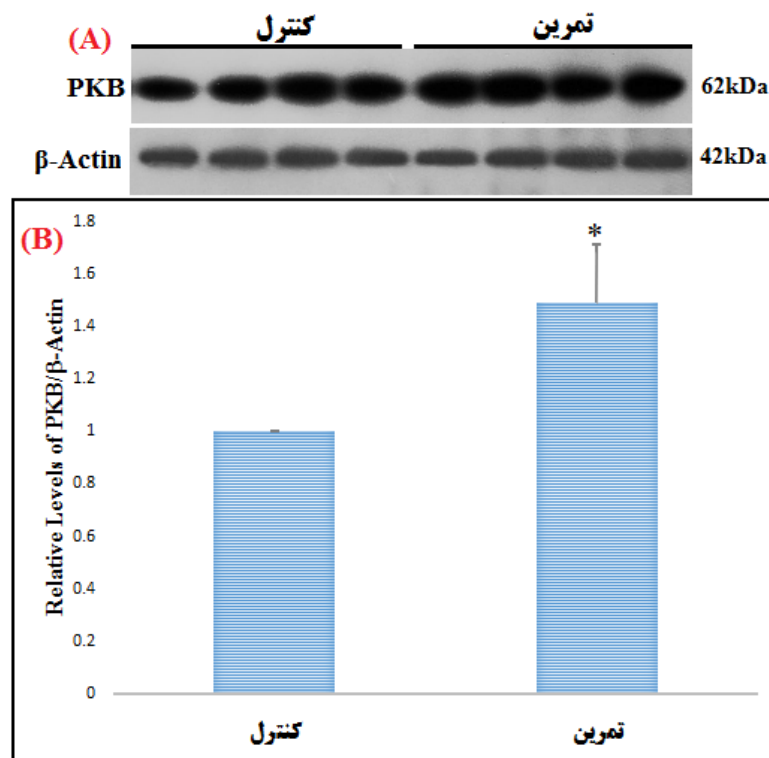 (A) کنترل تمرین
PKB 62kDa
β-Actin 42kDa
(B)
*
Relative Levels of PKB/β-Actin
1.8
1.6
1.4
1.2
1
0.8
0.6
0.4
0.2
0
کنترل تمرین